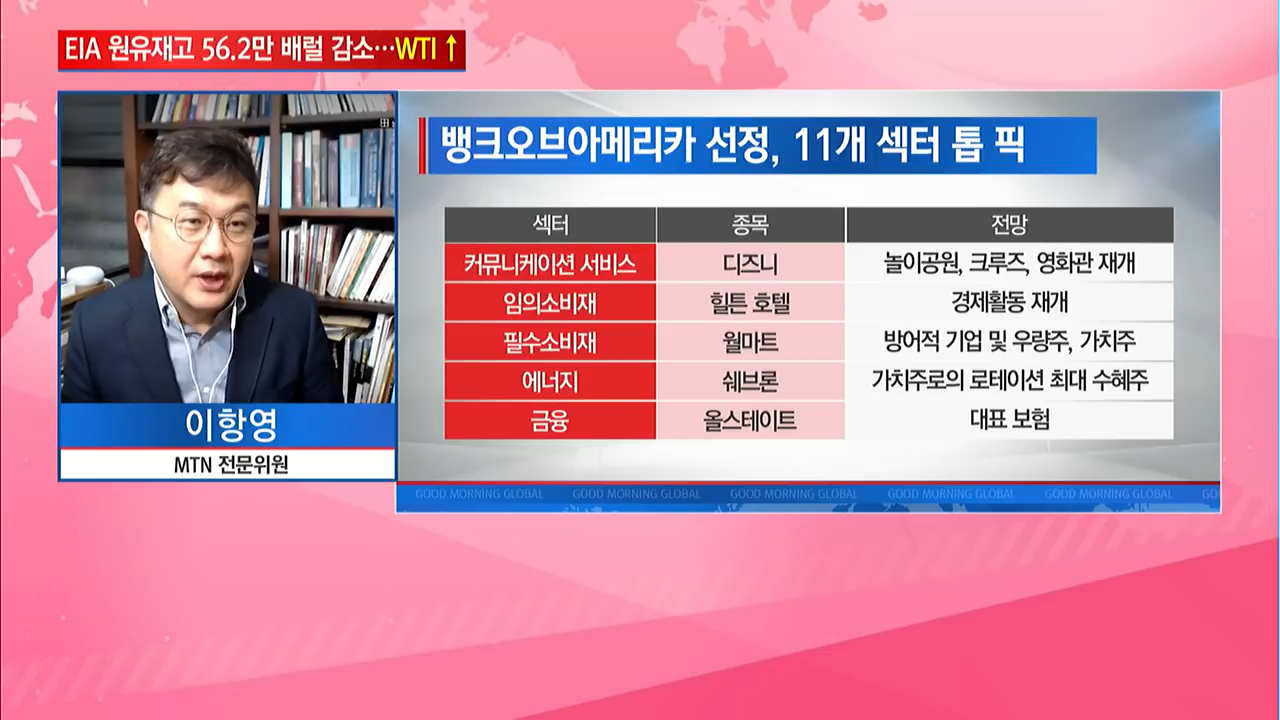 EIA 원유재고 56.2만 배럴 감소…WTI ↑
뱅크오브아메리카 선정, 11개 섹터 톱 픽
섹터 종목 전망
커뮤니케이션 서비스 디즈니 놀이공원, 크루즈, 영화관 재개
임의소비재 힐튼 호텔 경제활동 재개
필수소비재 월마트 방어적 기업 및 우량주, 가치주
에너지 쉐브론 가치주로의 로테이션 최대 수혜주
금융 올스테이트 대표 보험
이항영
MTN 전문위원
GOOD MORNING GLOBAL GOOD MORNING GLOBAL GOOD MORNING GLOBAL GOOD MORNING GLOBAL GOOD MORNING GLOBAL GO